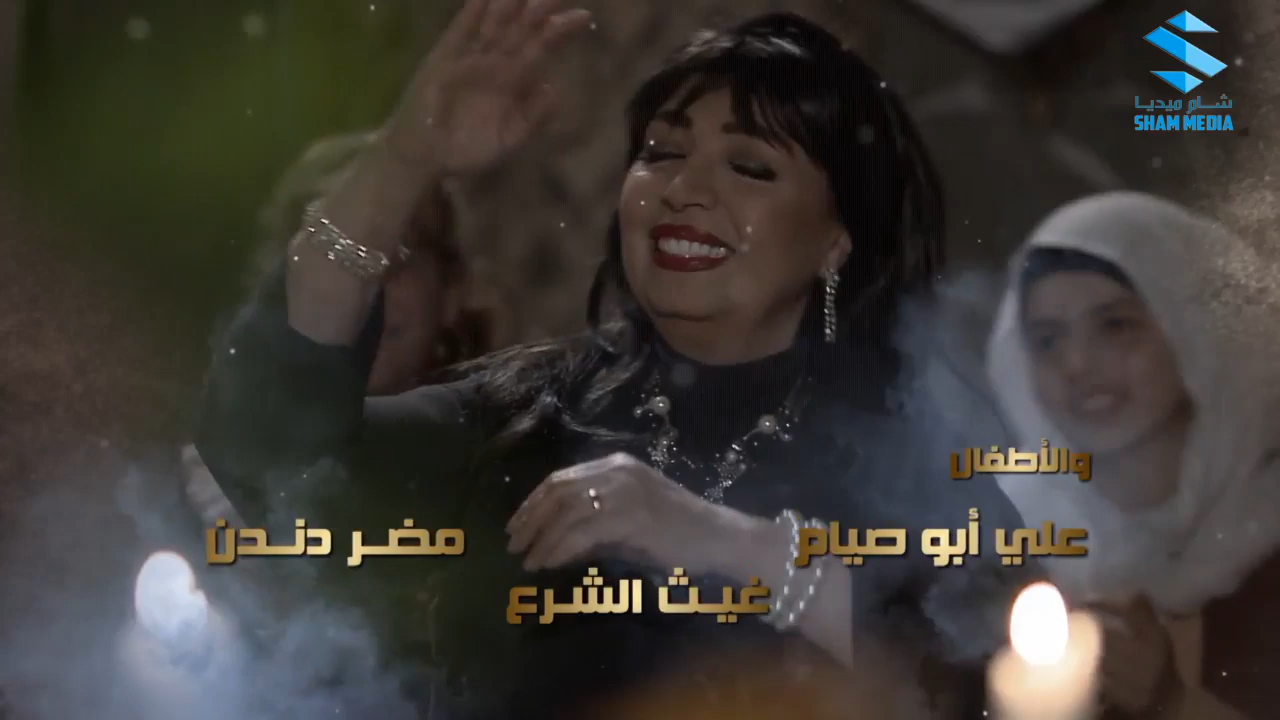 شام ميديا
SHAM MEDIA
والأطفال
علي أبو صيام
مضر دندن
غيث الشرع